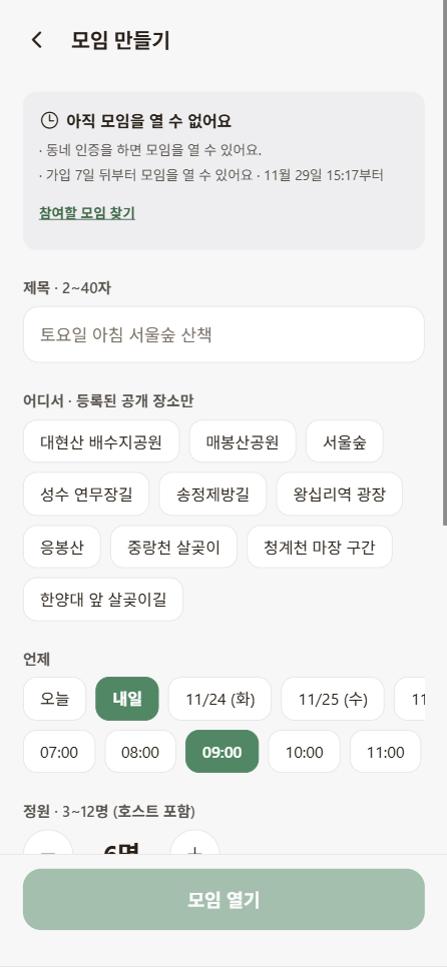 모임 만들기
아직 모임을 열 수 없어요
· 동네 인증을 하면 모임을 열 수 있어요.
· 가입 7일 뒤부터 모임을 열 수 있어요 · 11월 29일 15:17부터
참여할 모임 찾기
제목 · 2~40자
토요일 아침 서울숲 산책
어디서 · 등록된 공개 장소만
대현산 배수지공원 매봉산공원 서울숲
성수 연무장길 송정제방길 왕십리역 광장
응봉산 중랑천 살곶이 청계천 마장 구간
한양대 앞 살곶이길
언제
오늘 내일 11/24 (화) 11/25 (수) 11
07:00 08:00 09:00 10:00 11:00
정원 · 3~12명 (호스트 포함)
− 6명 +
모임 열기